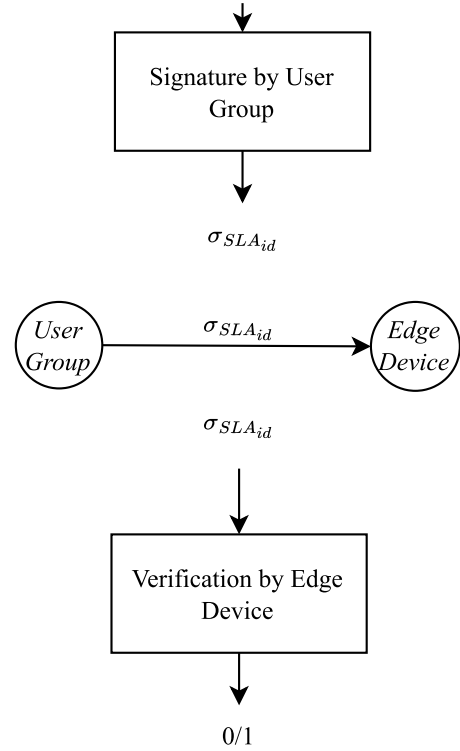 Signature by User
Group
σ_{SLA_{id}}
User
Group
σ_{SLA_{id}}
Edge
Device
σ_{SLA_{id}}
Verification by Edge
Device
0/1